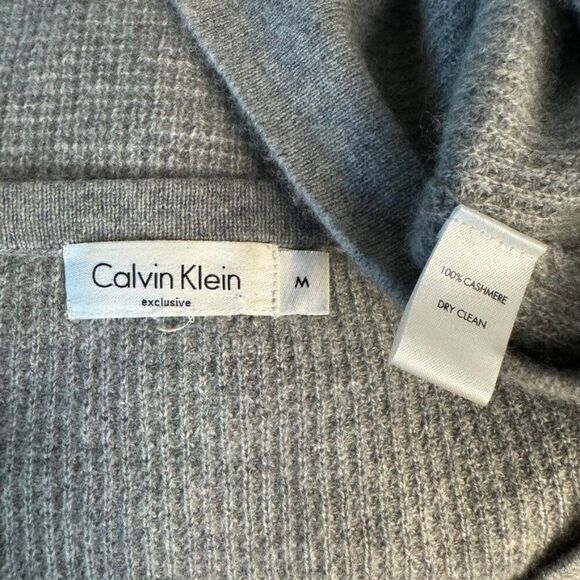 Calvin Klein
exclusive
M
100% CASHMERE
DRY CLEAN